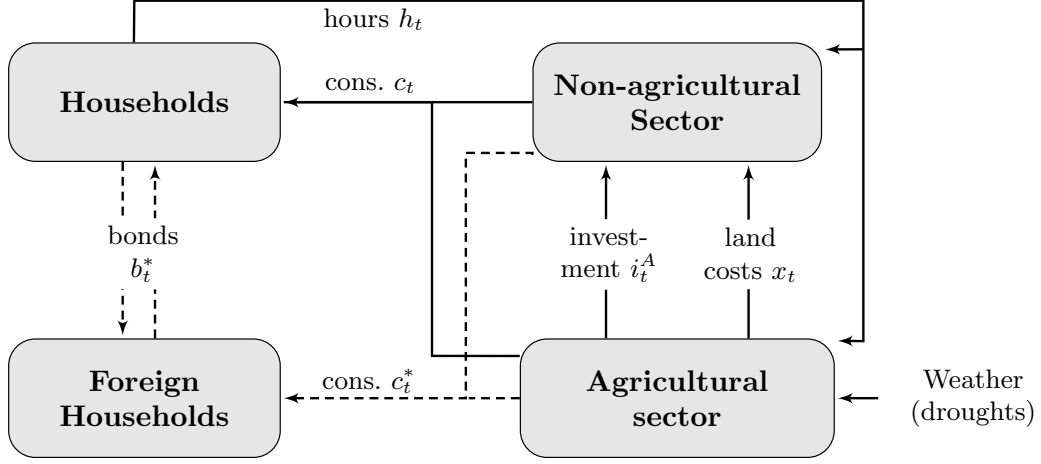 hours h_t
Households
cons. c_t
Non-agricultural
Sector
bonds
b_t^*
invest-
ment i_t^A
land
costs x_t
Foreign
Households
cons. c_t^*
Agricultural
sector
Weather
(droughts)